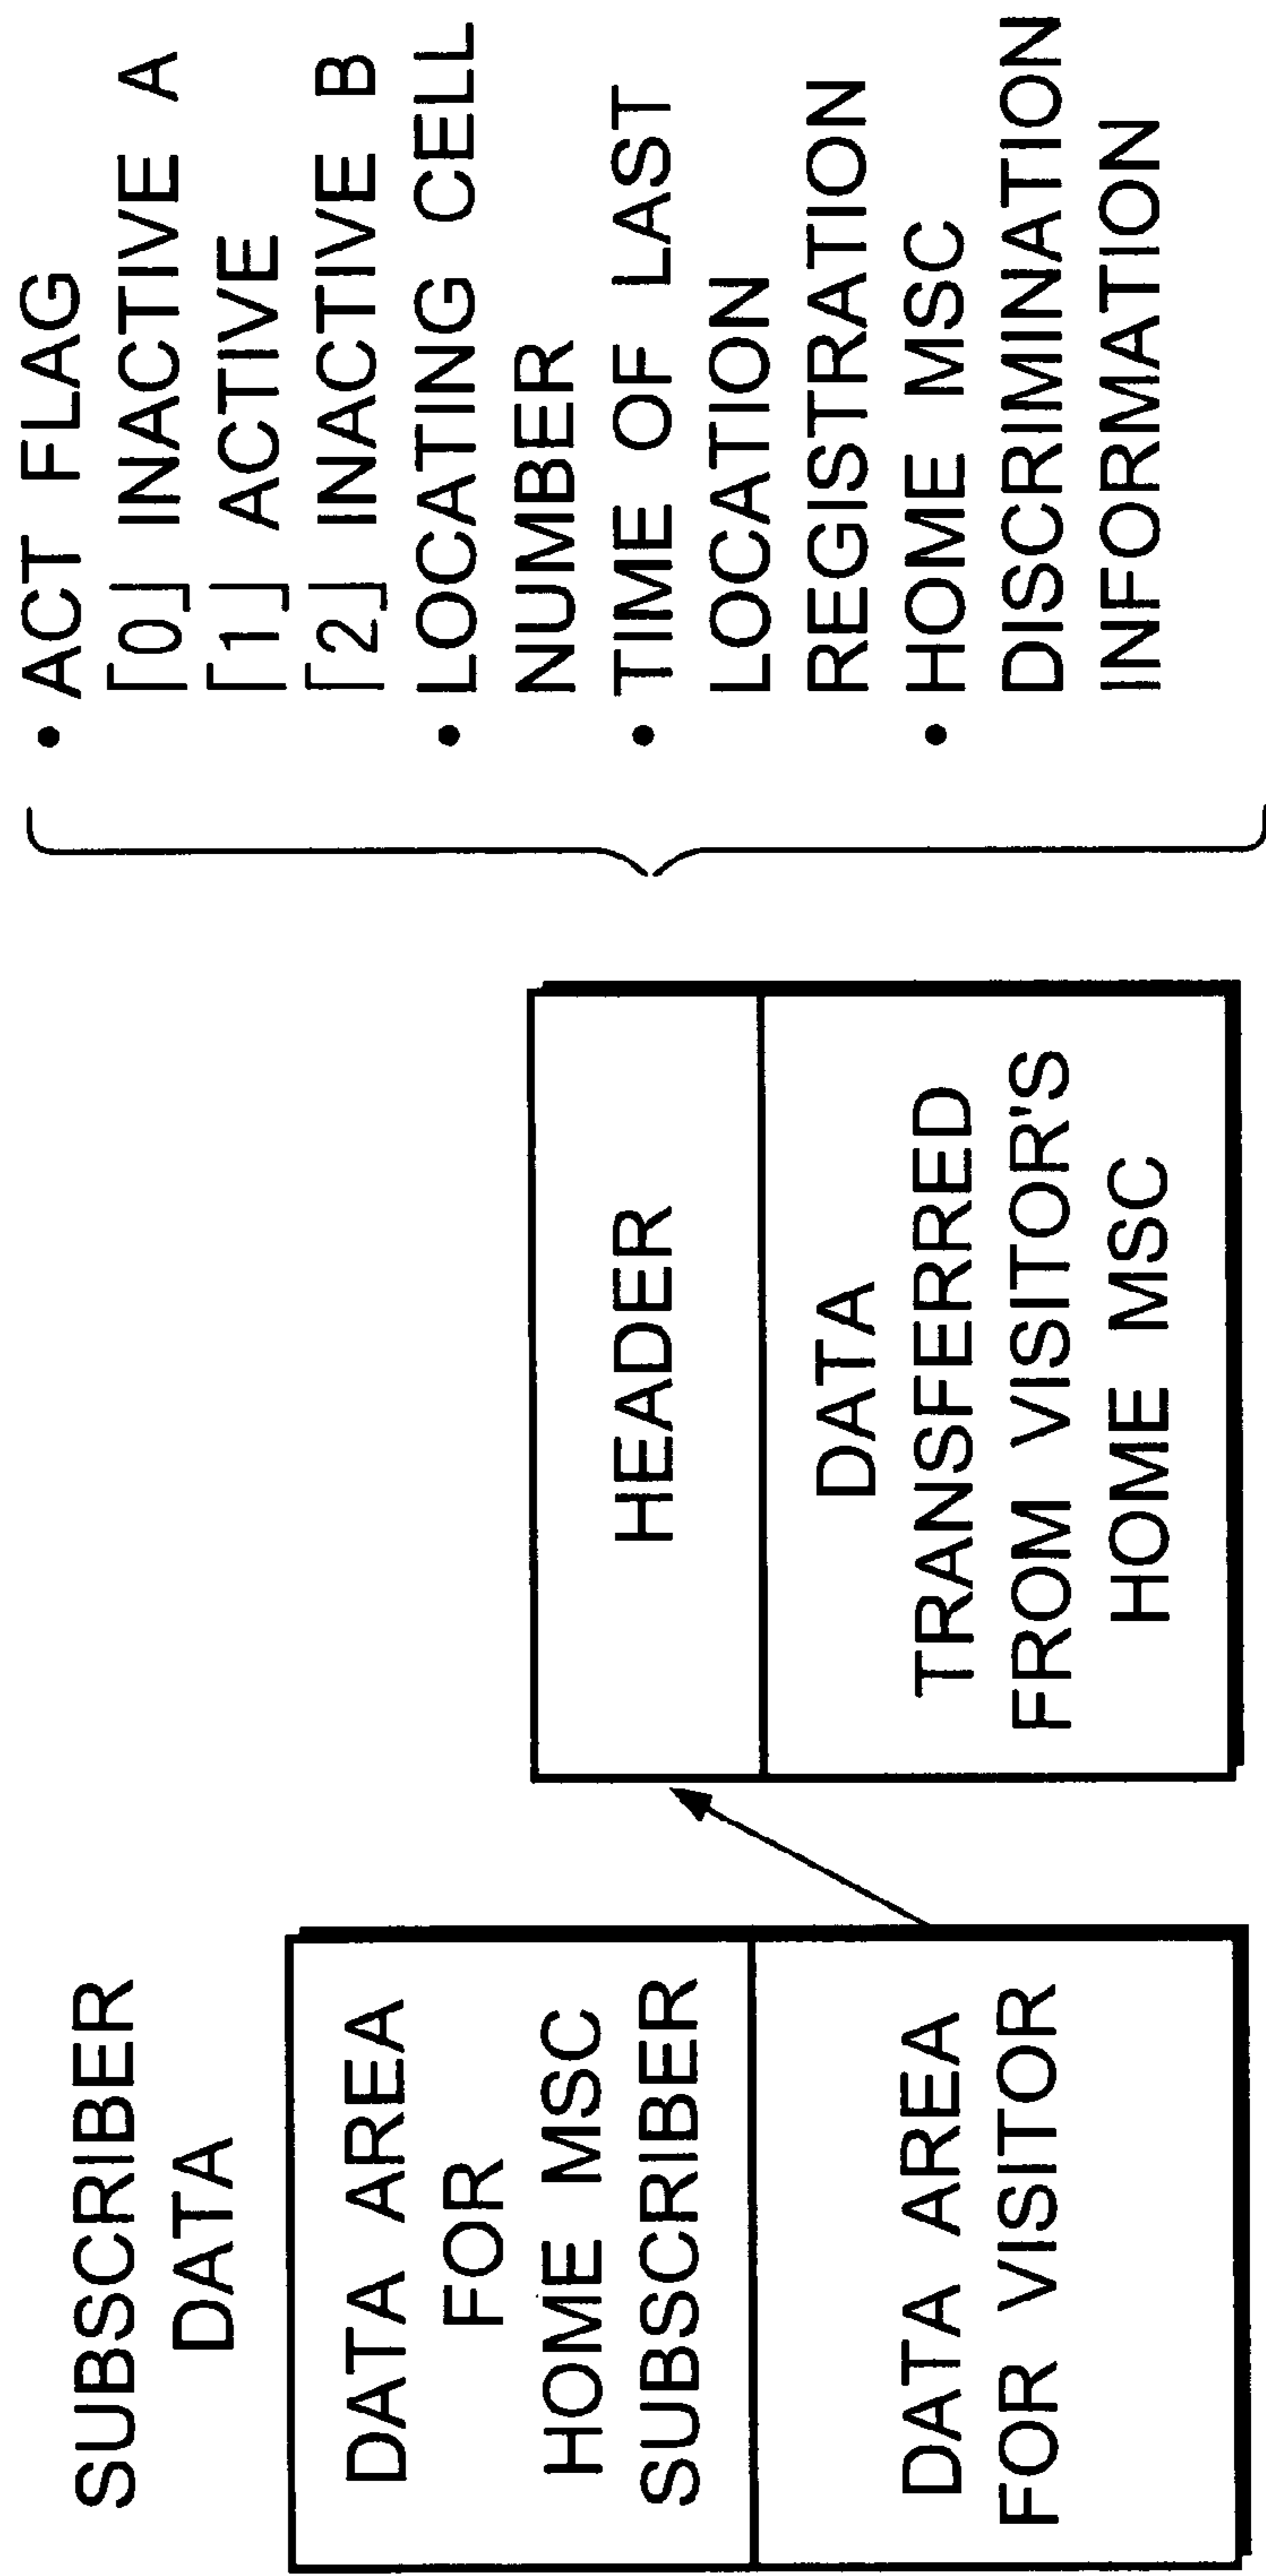 SUBSCRIBER
DATA
DATA AREA
FOR
HOME MSC
SUBSCRIBER
DATA AREA
FOR VISITOR
HEADER
DATA
TRANSFERRED
FROM VISITOR'S
HOME MSC
• ACT FLAG
「0」 INACTIVE A
「1」 ACTIVE
「2」 INACTIVE B
• LOCATING CELL
NUMBER
• TIME OF LAST
LOCATION
REGISTRATION
• HOME MSC
DISCRIMINATION
INFORMATION